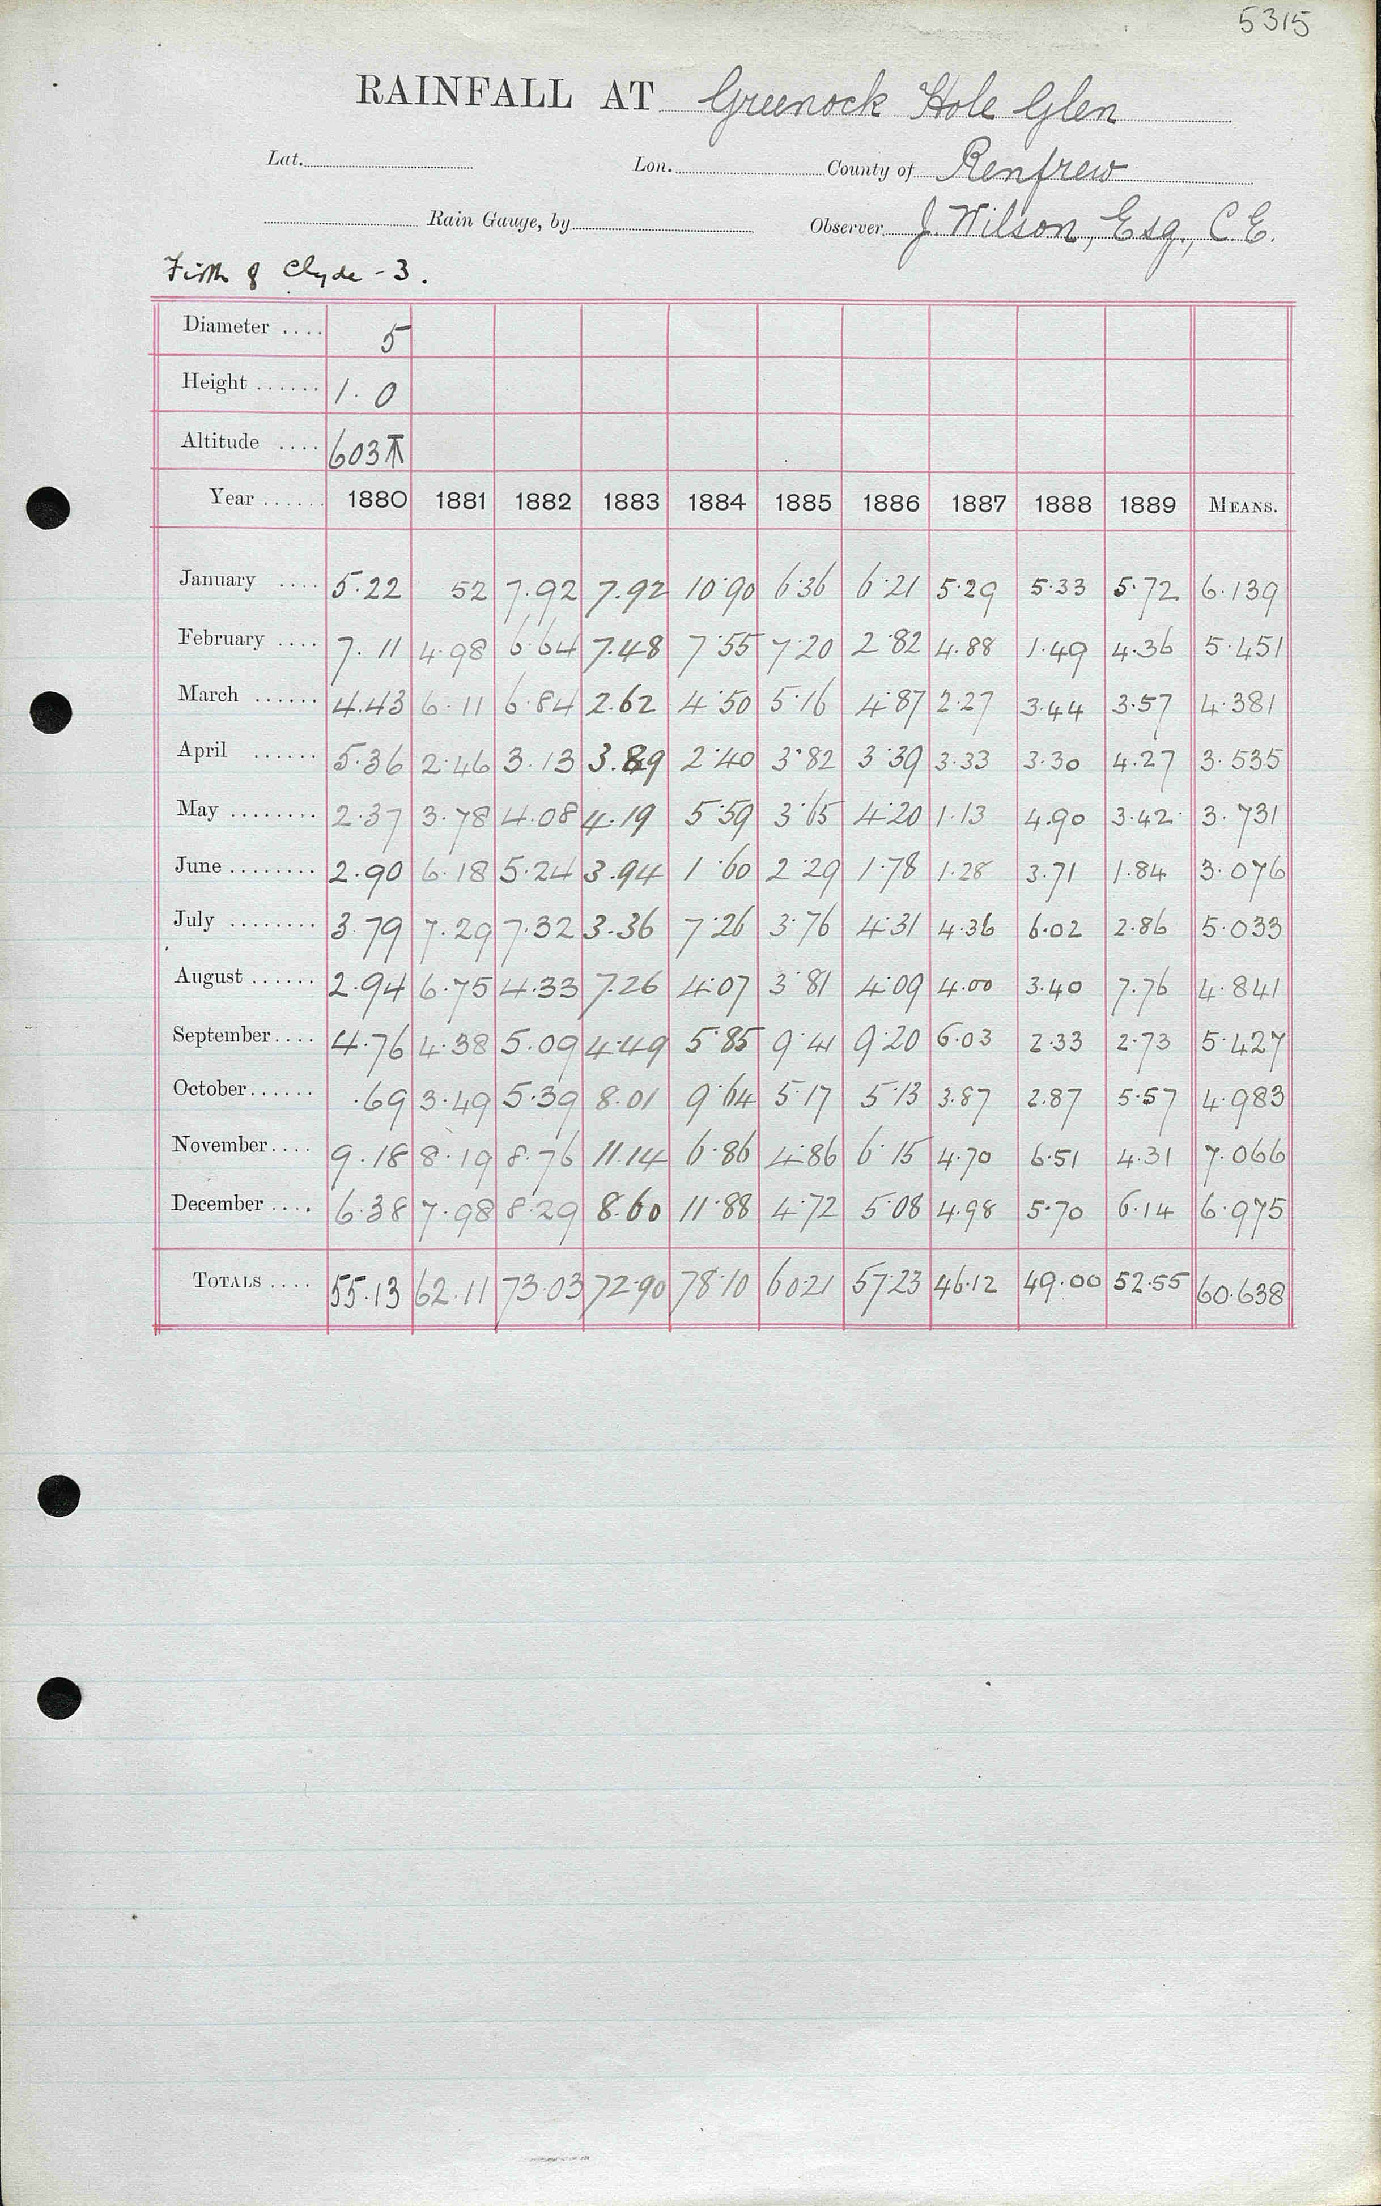 5315
RAINFALL AT Greenock Hole Glen
Lat. Lon. County of Renfrew
Rain Gauge, by Observer J. Wilson, Esq., C.E.
Firth of Clyde - 3.
Diameter .... 5
Height ...... 1.0
Altitude .... 603
Year ...... 1880 1881 1882 1883 1884 1885 1886 1887 1888 1889 MEANS.
January .... 5.22 52 7.92 7.92 10.90 6.36 6.21 5.29 5.33 5.72 6.139
February .... 7.11 4.98 6.64 7.48 7.55 7.20 2.82 4.88 1.49 4.36 5.451
March ...... 4.43 6.11 6.84 2.62 4.50 5.16 4.87 2.27 3.44 3.57 4.381
April ...... 5.36 2.46 3.13 3.89 2.40 3.82 3.39 3.33 3.30 4.27 3.535
May ........ 2.37 3.78 4.08 4.19 5.59 3.65 4.20 1.13 4.90 3.42 3.731
June ........ 2.90 6.18 5.24 3.94 1.60 2.29 1.78 1.28 3.71 1.84 3.076
July ........ 3.79 7.29 7.32 3.36 7.26 3.76 4.31 4.36 6.02 2.86 5.033
August ...... 2.94 6.75 4.33 7.26 4.07 3.81 4.09 4.00 3.40 7.76 4.841
September .... 4.76 4.38 5.09 4.49 5.85 9.41 9.20 6.03 2.33 2.73 5.427
October ...... .69 3.49 5.39 8.01 9.64 5.17 5.13 3.87 2.87 5.57 4.983
November .... 9.18 8.19 8.76 11.14 6.86 4.86 6.15 4.70 6.51 4.31 7.066
December .... 6.38 7.98 8.29 8.60 11.88 4.72 5.08 4.98 5.70 6.14 6.975
TOTALS .... 55.13 62.11 73.03 72.90 78.10 60.21 57.23 46.12 49.00 52.55 60.638